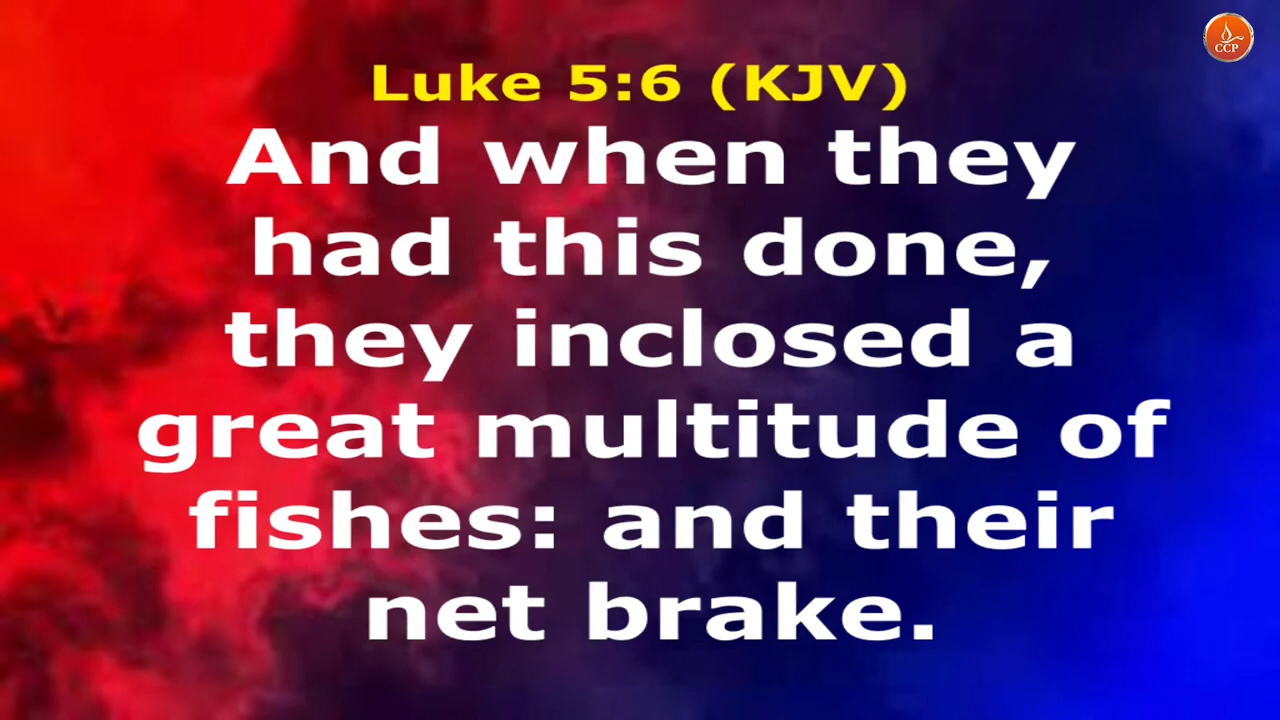 CCP
Luke 5:6 (KJV)
And when they
had this done,
they inclosed a
great multitude of
fishes: and their
net brake.